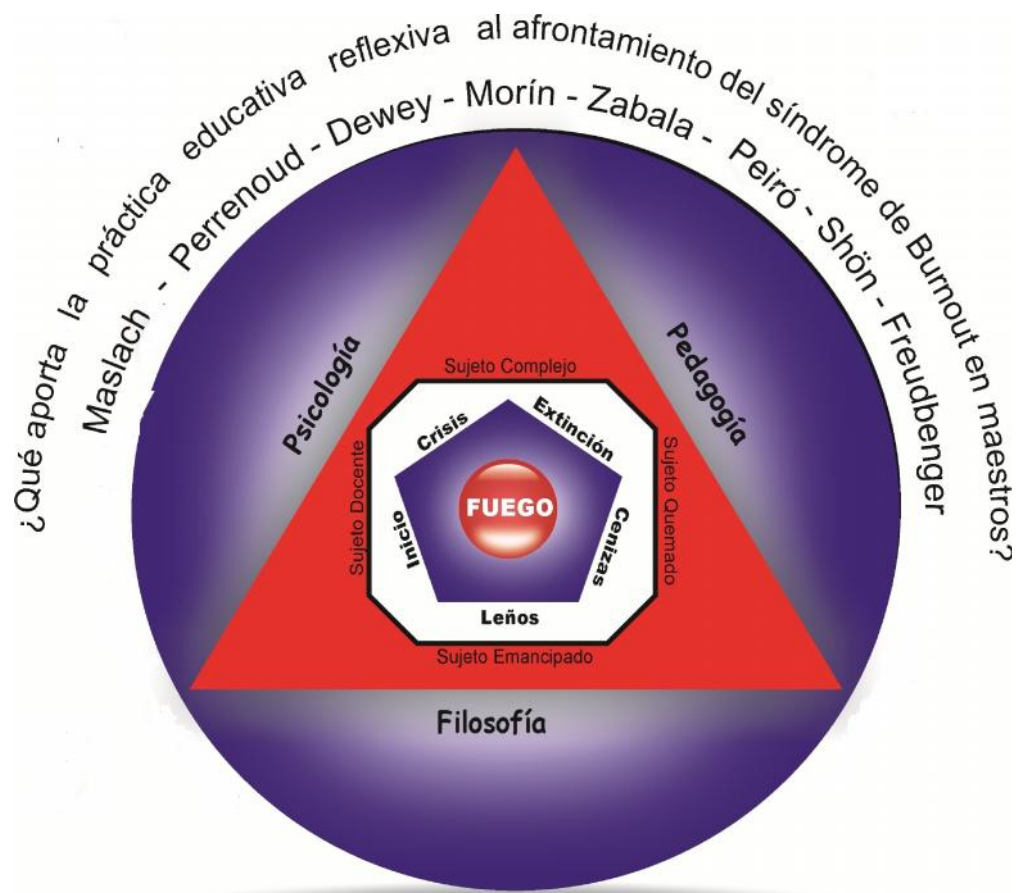 ¿Qué aporta la práctica educativa reflexiva al afrontamiento del síndrome de Burnout en maestros?
Maslach - Perrenoud - Dewey - Morín - Zabala - Peiró - Shön - Freudbenger
Psicología
Pedagogía
Sujeto Complejo
Sujeto Docente
Sujeto Quemado
Crisis
Extinción
FUEGO
Inicio
Cenizas
Leños
Sujeto Emancipado
Filosofía